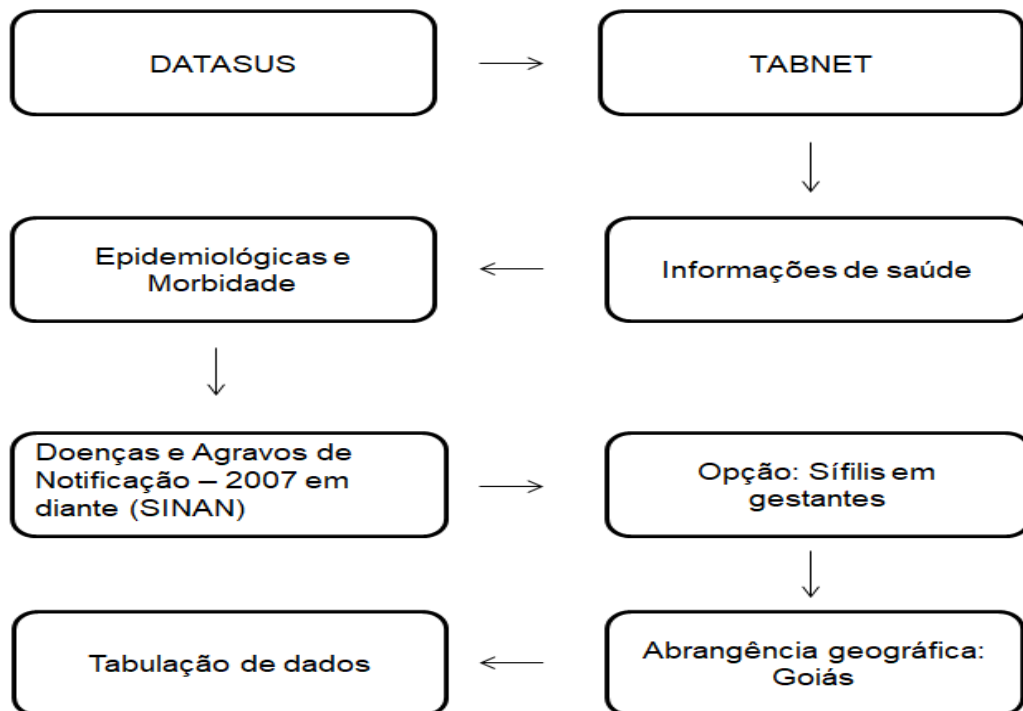 DATASUS
TABNET
Informações de saúde
Epidemiológicas e
Morbidade
Doenças e Agravos de
Notificação – 2007 em
diante (SINAN)
Opção: Sífilis em
gestantes
Abrangência geográfica:
Goiás
Tabulação de dados